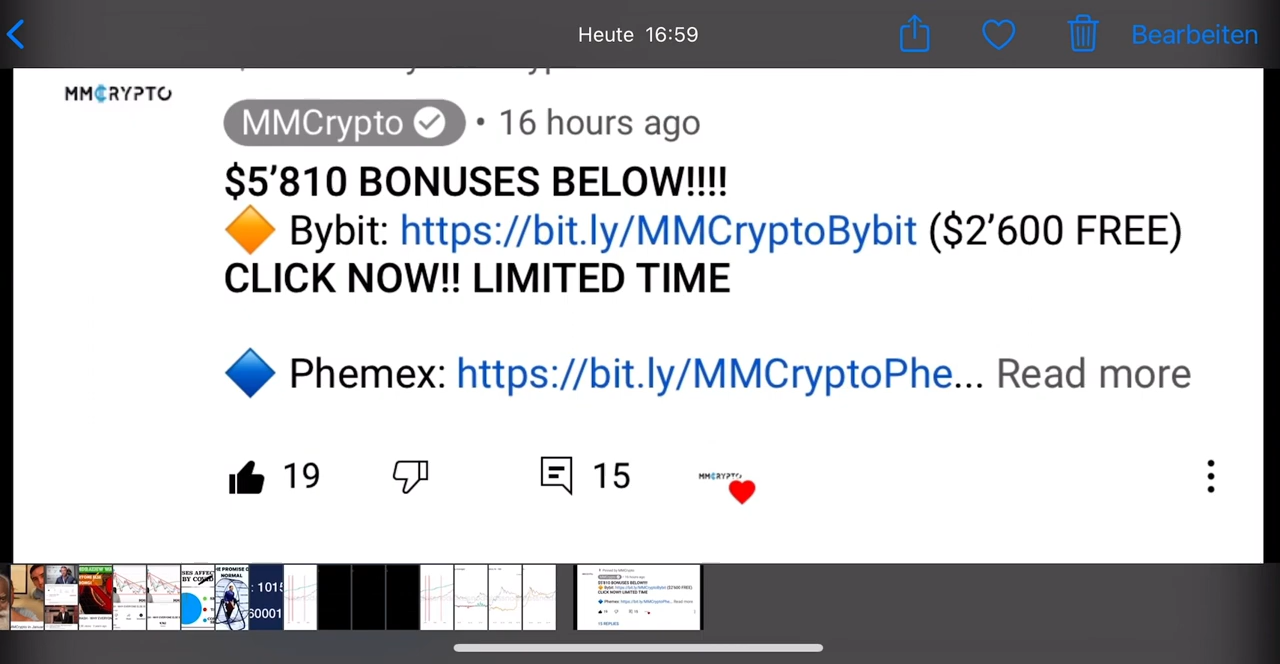 Heute 16:59
Bearbeiten
MMCRYPTO
MMCrypto • 16 hours ago
$5’810 BONUSES BELOW!!!!
Bybit: https://bit.ly/MMCryptoBybit ($2’600 FREE)
CLICK NOW!! LIMITED TIME
Phemex: https://bit.ly/MMCryptoPhe... Read more
19
15
MMCRYPTO